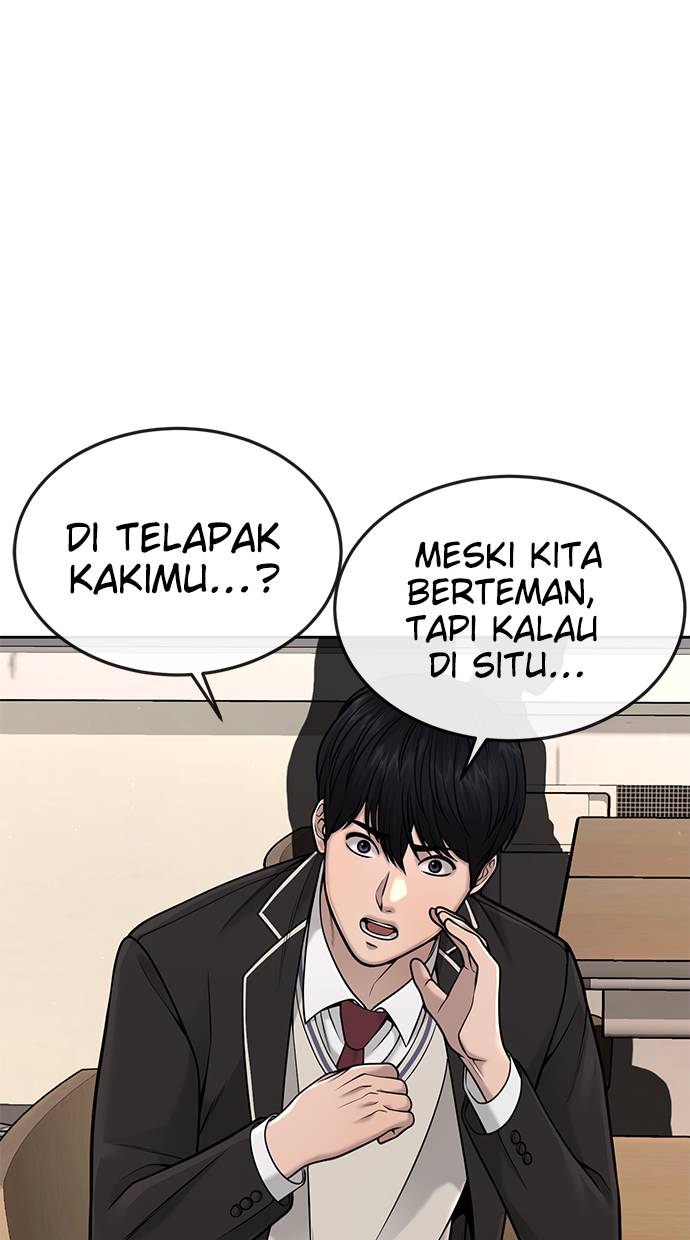 DI TELAPAK
KAKIMU...?
MESKI KITA
BERTEMAN,
TAPI KALAU
DI SITU...